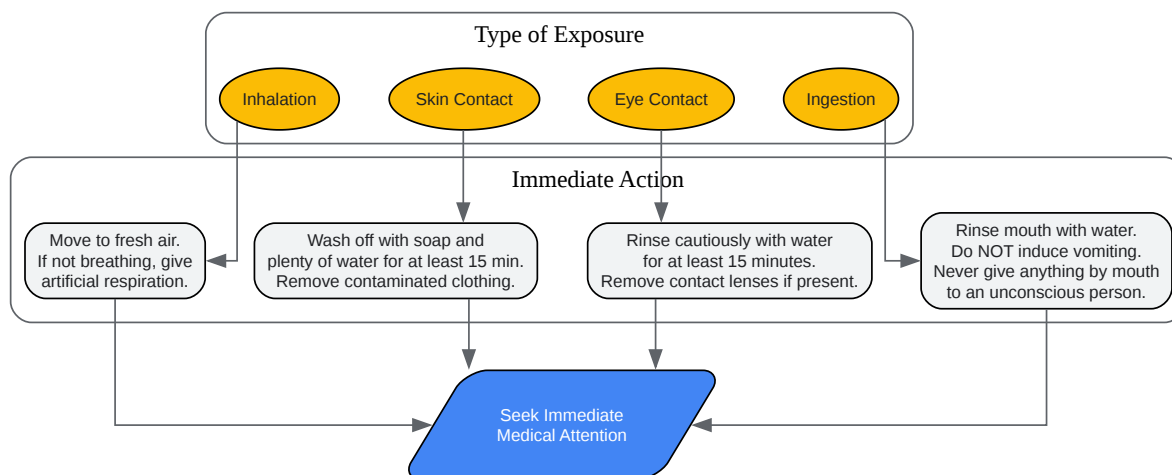 Type of Exposure
Inhalation
Skin Contact
Eye Contact
Ingestion
Immediate Action
Move to fresh air.
If not breathing, give
artificial respiration.
Wash off with soap and
plenty of water for at least 15 min.
Remove contaminated clothing.
Rinse cautiously with water
for at least 15 minutes.
Remove contact lenses if present.
Rinse mouth with water.
Do NOT induce vomiting.
Never give anything by mouth
to an unconscious person.
Seek Immediate
Medical Attention